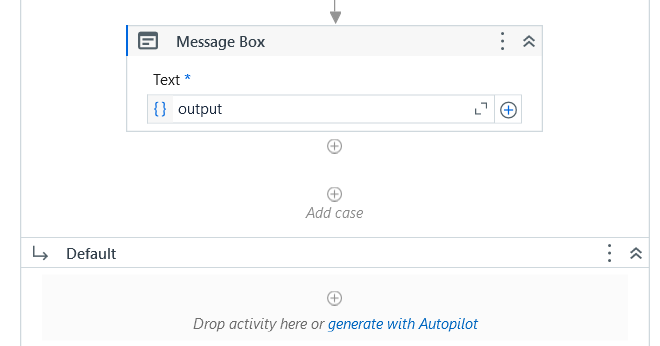 Message Box
Text *
{} output
Add case
Default
Drop activity here or generate with Autopilot